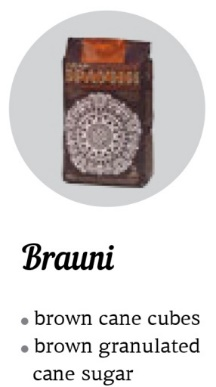 Brauni
• brown cane cubes
• brown granulated
cane sugar